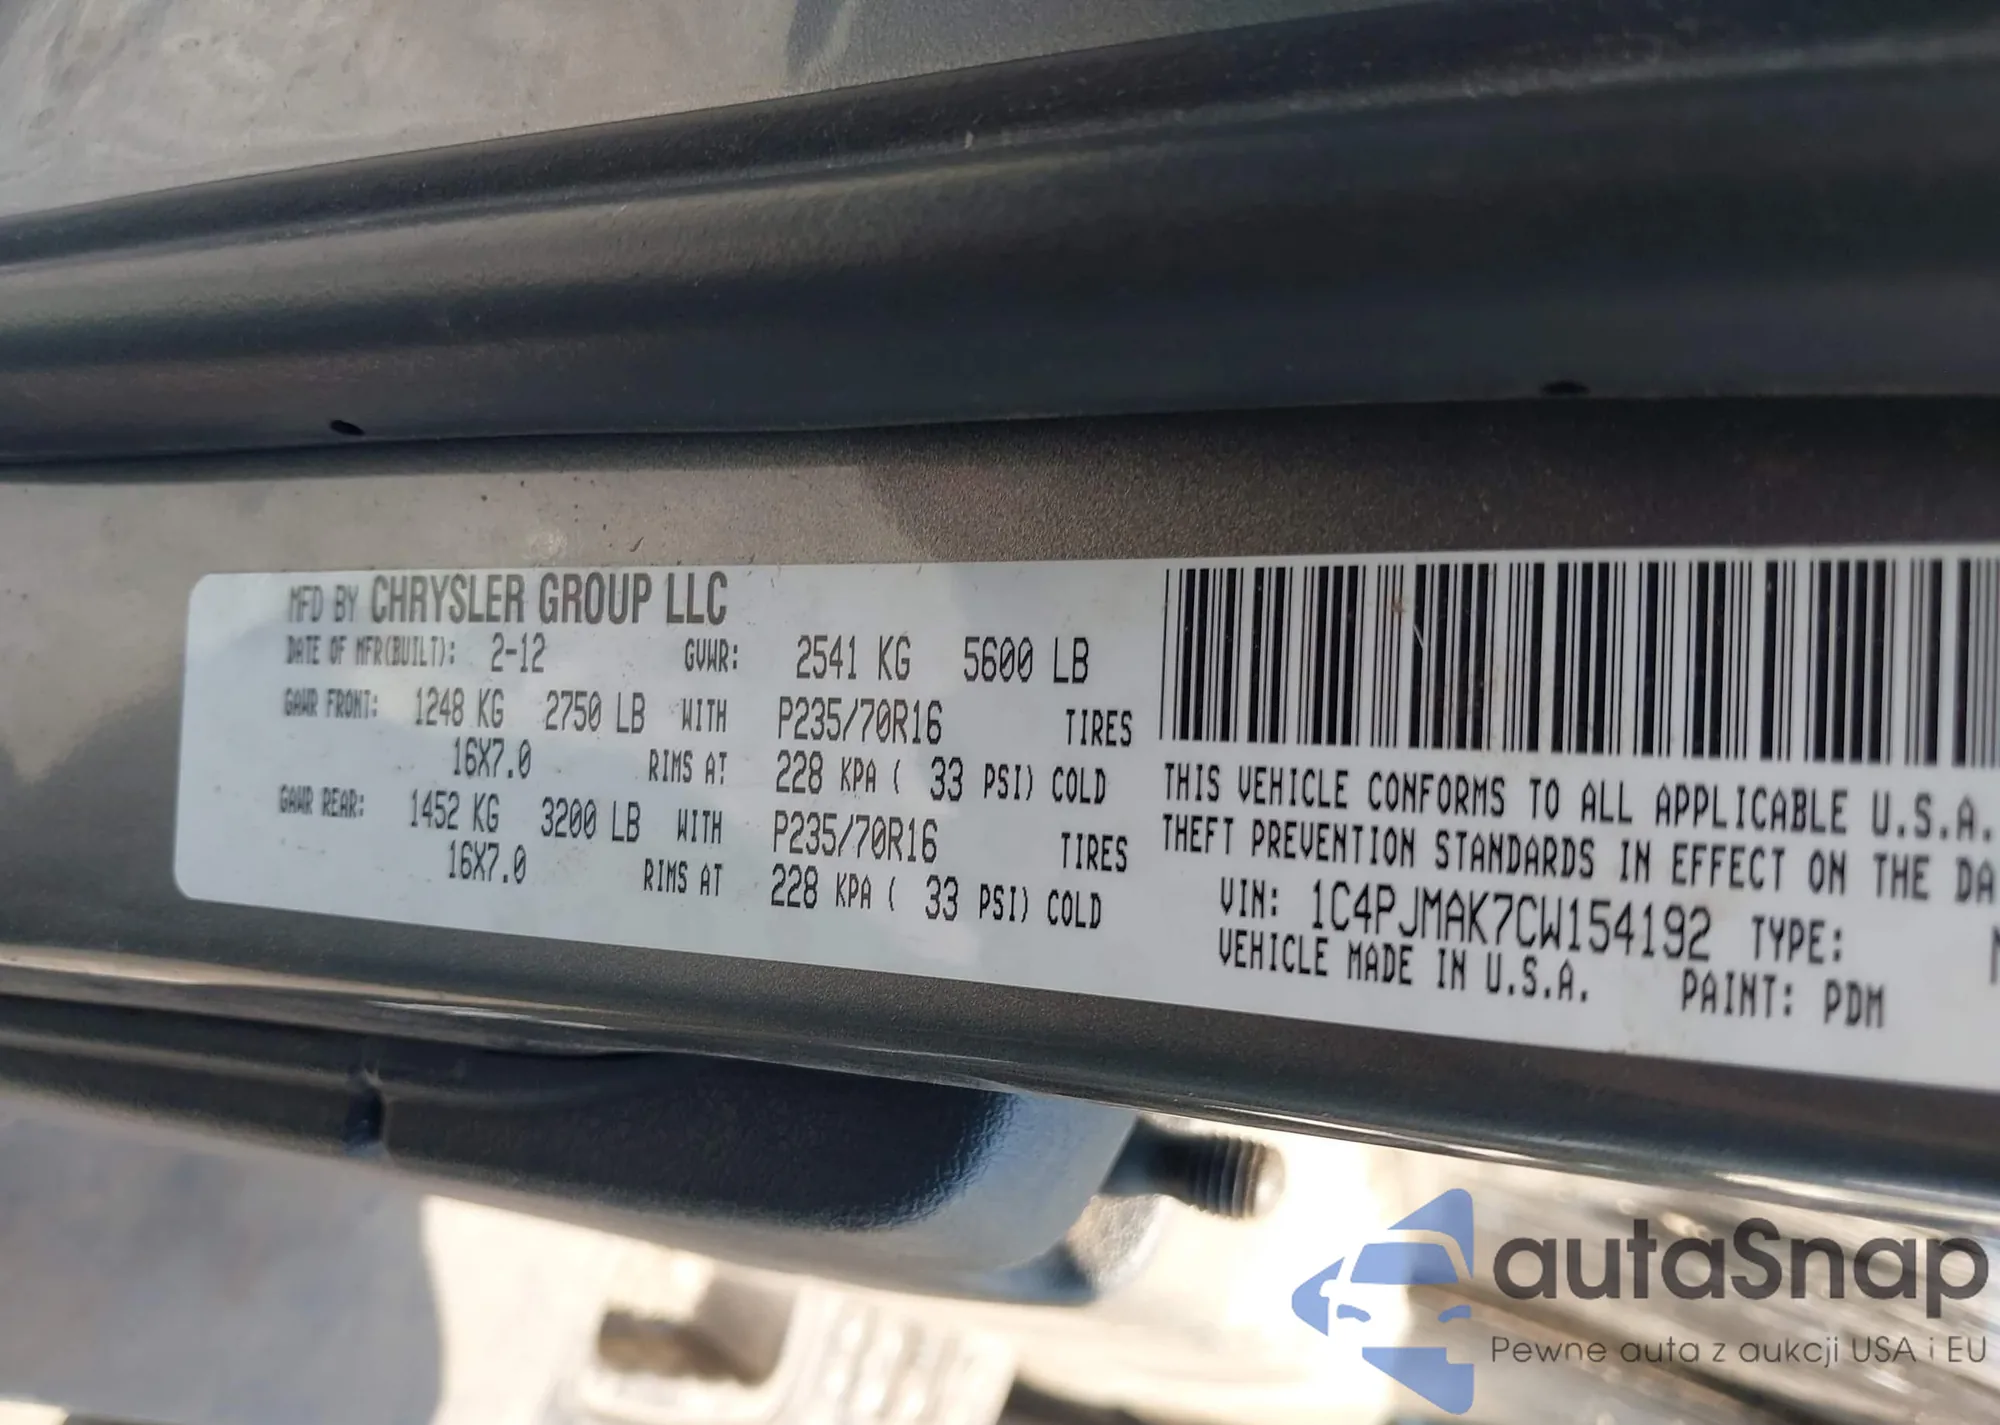 MFD BY CHRYSLER GROUP LLC
DATE OF MFR(BUILT): 2-12 GVWR: 2541 KG 5600 LB
GAWR FRONT: 1248 KG 2750 LB WITH P235/70R16 TIRES
16X7.0 RIMS AT 228 KPA ( 33 PSI) COLD
GAWR REAR: 1452 KG 3200 LB WITH P235/70R16 TIRES
16X7.0 RIMS AT 228 KPA ( 33 PSI) COLD
THIS VEHICLE CONFORMS TO ALL APPLICABLE U.S.A.
THEFT PREVENTION STANDARDS IN EFFECT ON THE DA
VIN: 1C4PJMAK7CW154192 TYPE:
VEHICLE MADE IN U.S.A. PAINT: PDM
autaSnap
Pewne auta z aukcji USA i EU